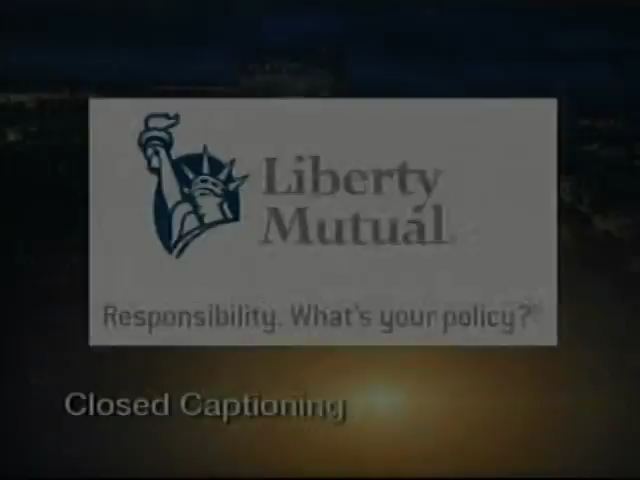 Liberty
Mutual
Responsibility. What's your policy?®
Closed Captioning